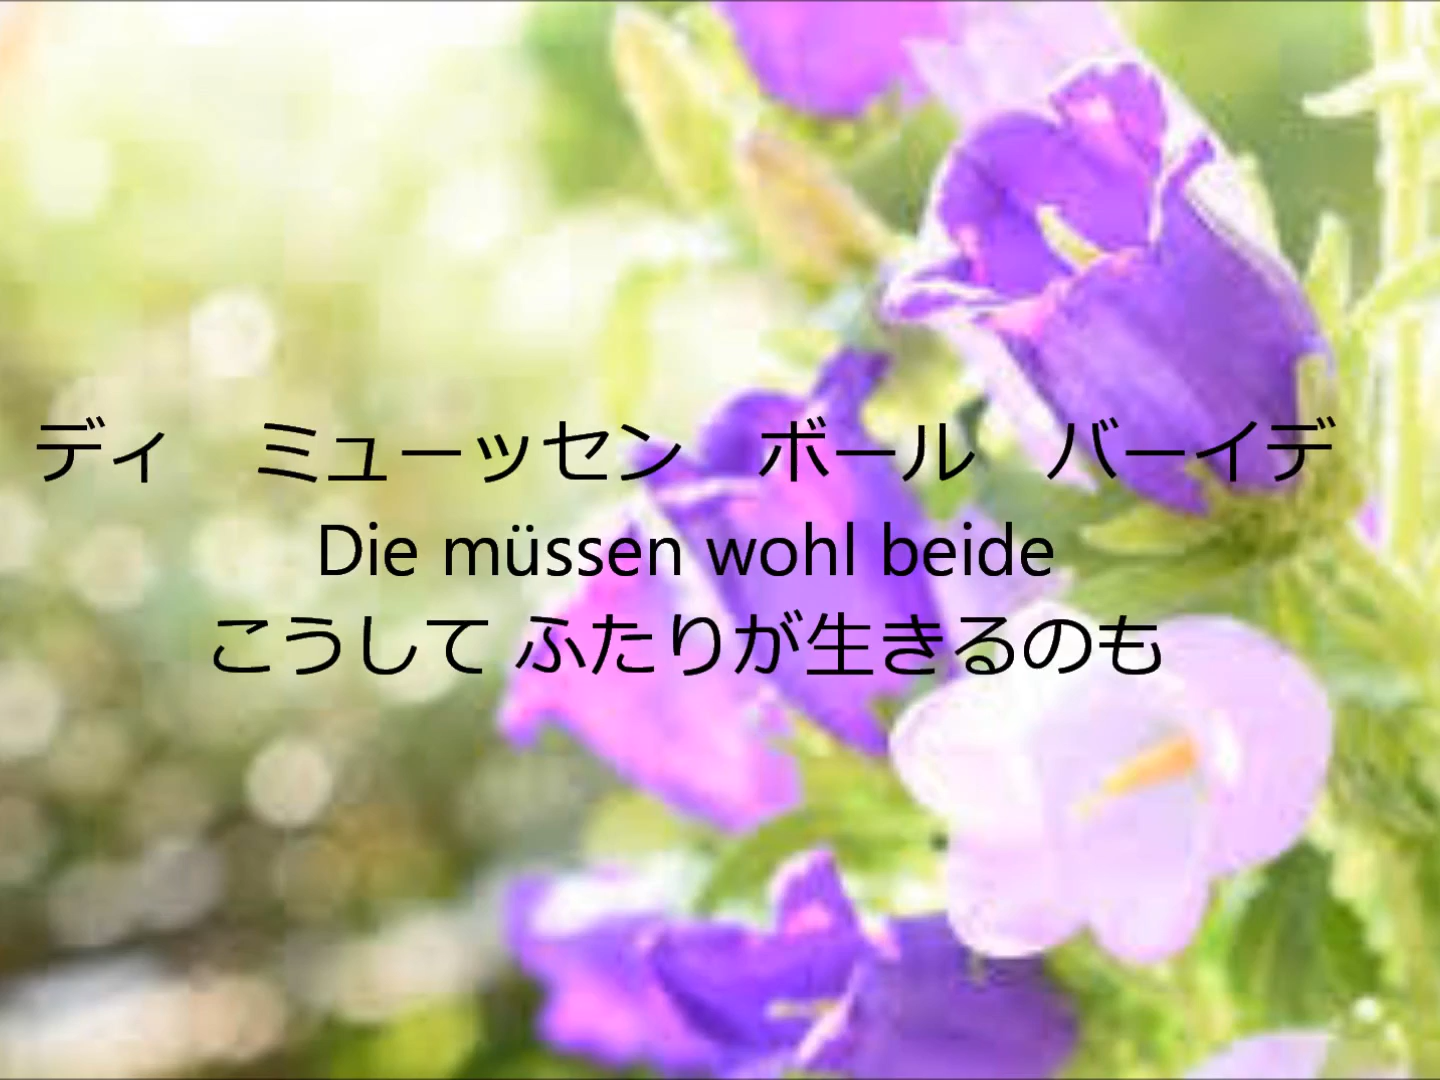 ディ　ミューッセン　ボール　バーイデ
Die müssen wohl beide
こうして ふたりが生きるのも